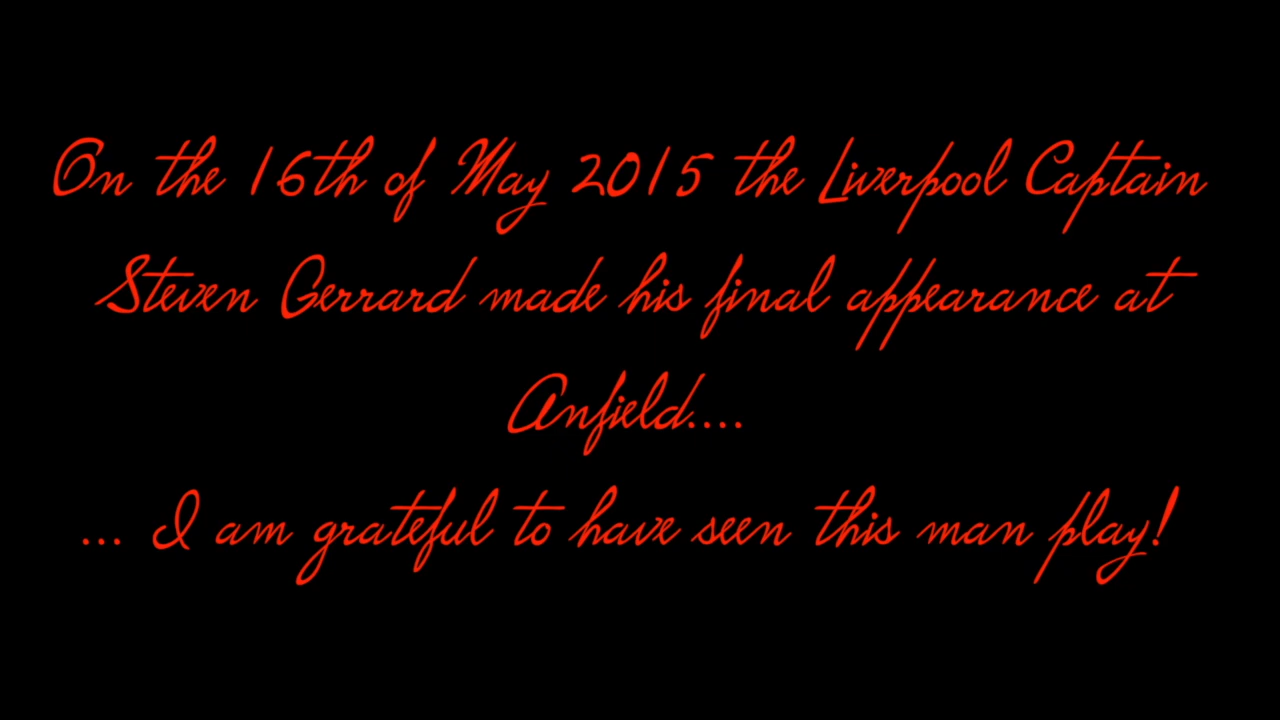 On the 16th of May 2015 the Liverpool Captain
Steven Gerrard made his final appearance at
Anfield....
... I am grateful to have seen this man play!